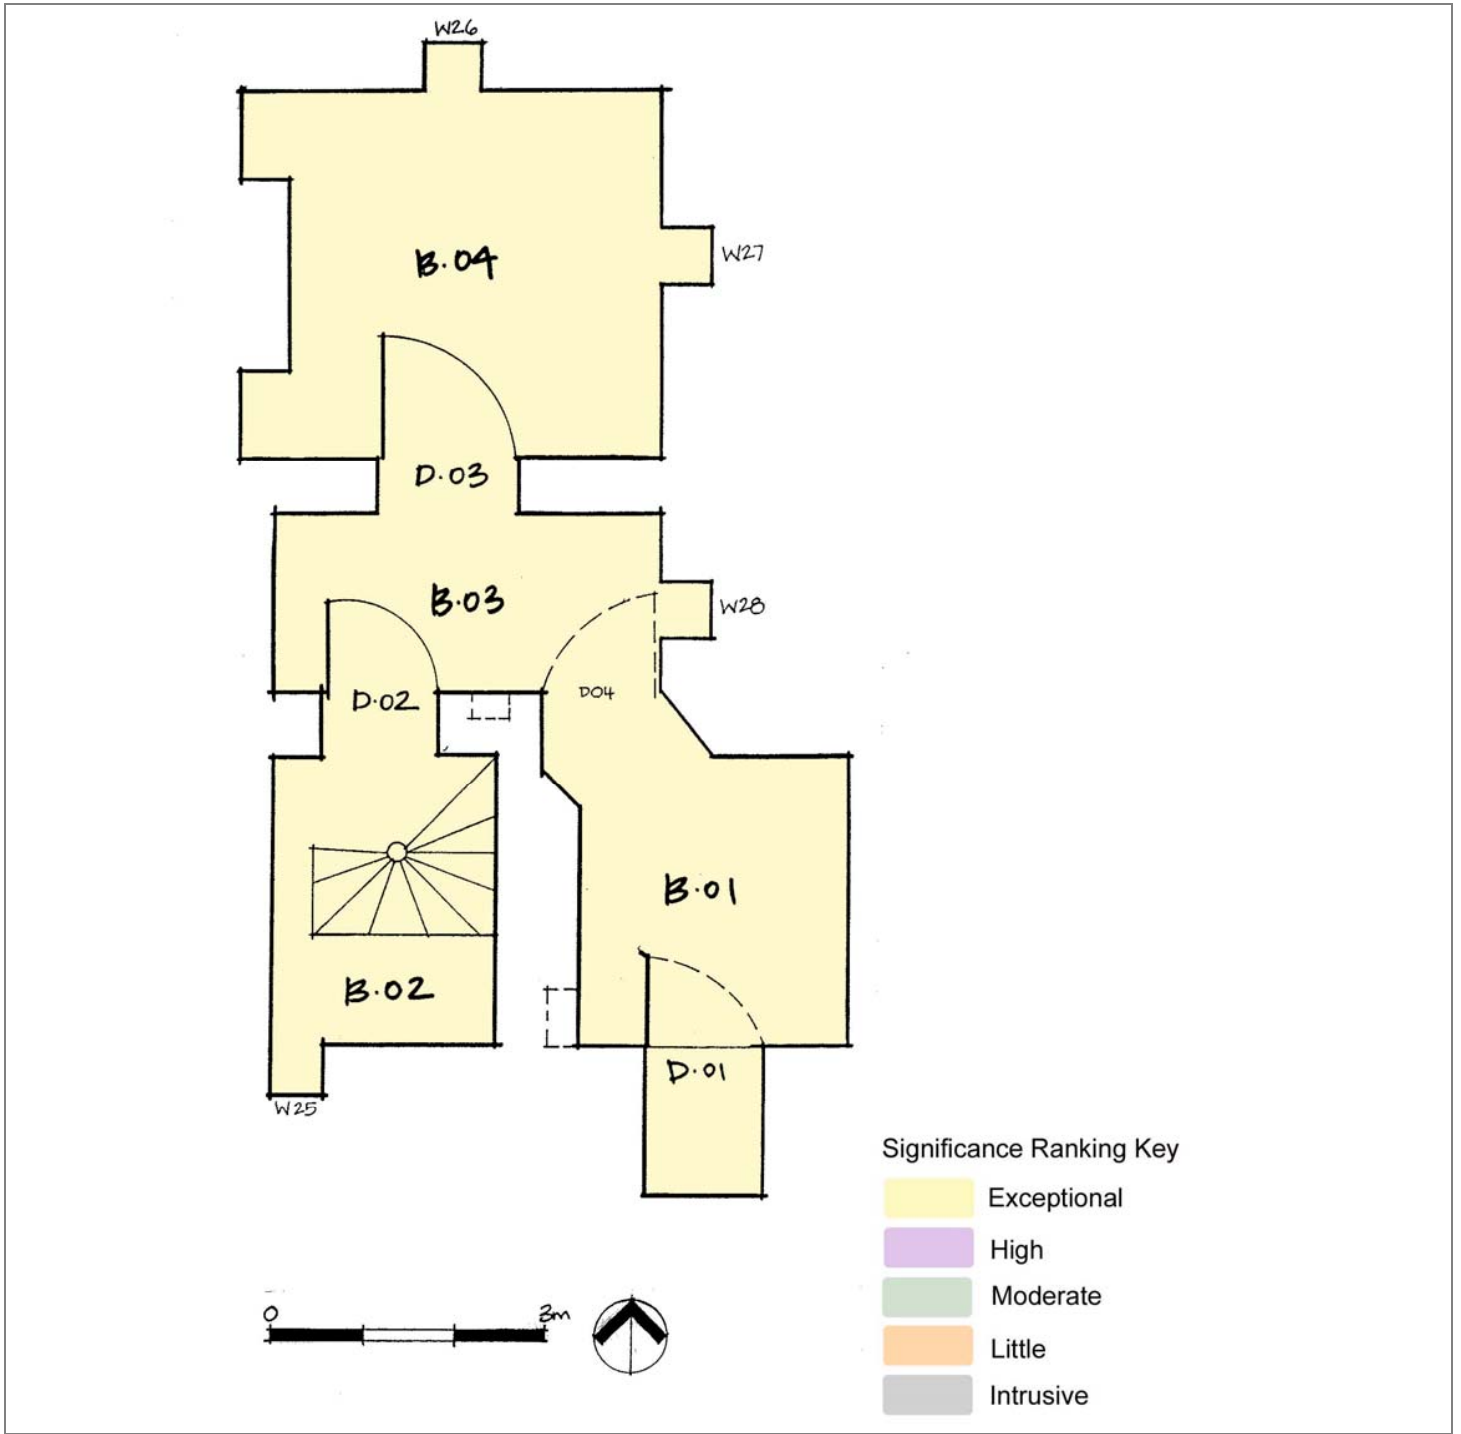 W26
W27
B.04
D.03
B.03
W28
D.02
D04
B.01
B.02
D.01
W25
Significance Ranking Key
Exceptional
High
Moderate
Little
Intrusive
0
3m